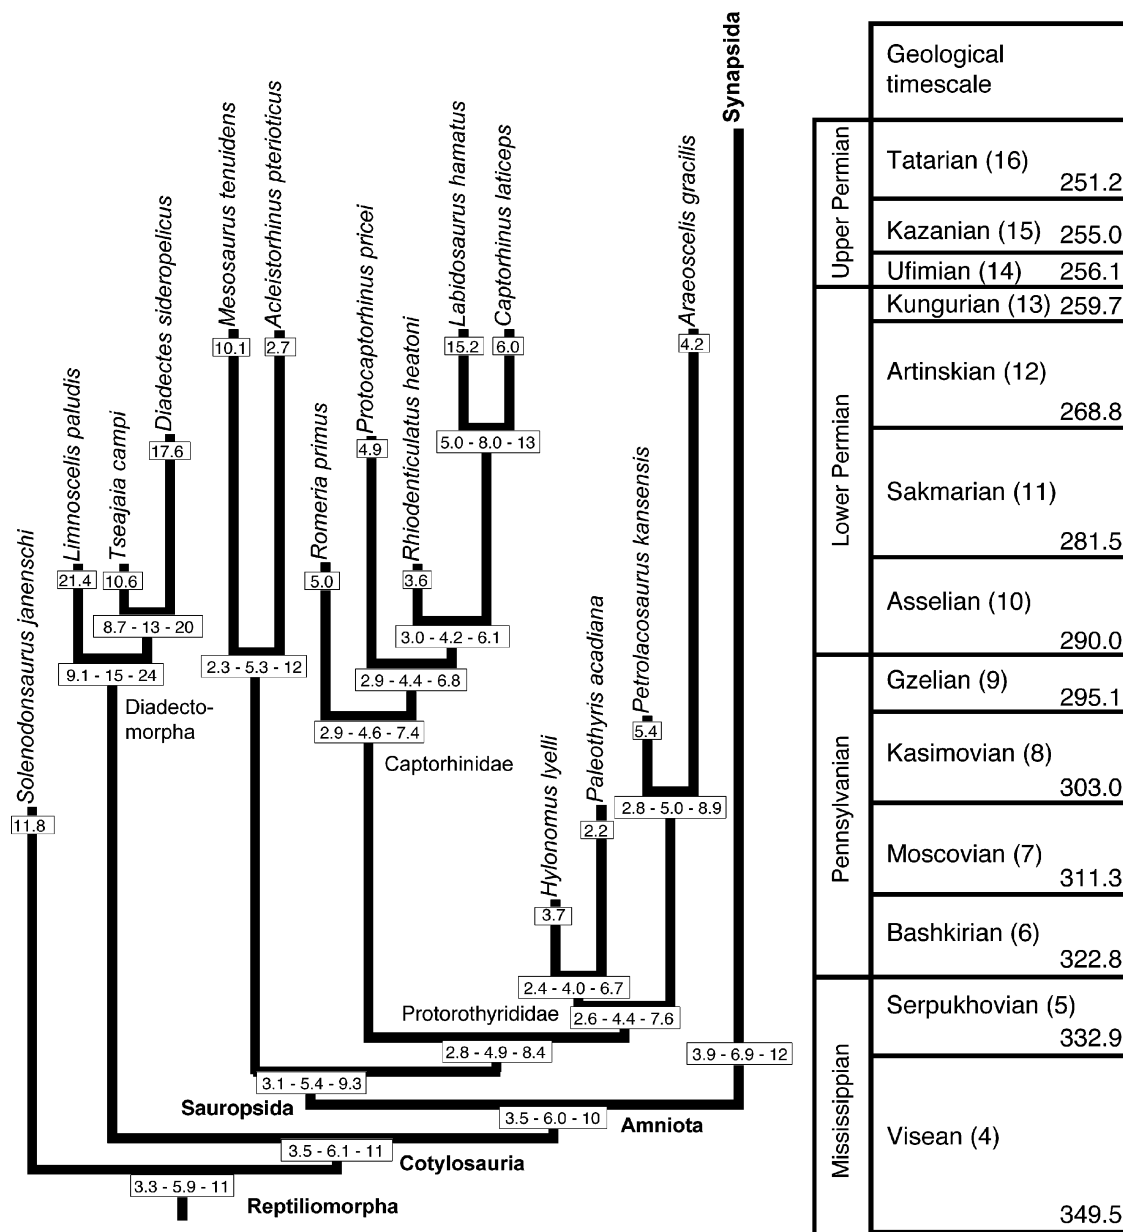 Synapsida
Solenodonsaurus janenschi
Limnoscelis paludis
Tseajaia campi
Diadectes sideropelicus
Mesosaurus tenuidens
Acleistorhinus pterioticus
Romeria primus
Protocaptorhinus pricei
Rhiodenticulatus heatoni
Labidosaurus hamatus
Captorhinus laticeps
Hylonomus lyelli
Paleothyris acadiana
Petrolacosaurus kansensis
Araeoscelis gracilis
10.1
2.7
15.2
6.0
4.2
17.6
4.9
5.0 - 8.0 - 13
21.4
10.6
5.0
3.6
8.7 - 13 - 20
3.0 - 4.2 - 6.1
9.1 - 15 - 24
2.3 - 5.3 - 12
2.9 - 4.4 - 6.8
Diadecto-
morpha
2.9 - 4.6 - 7.4
5.4
Captorhinidae
2.8 - 5.0 - 8.9
11.8
2.2
3.7
2.4 - 4.0 - 6.7
Protorothyrididae
2.6 - 4.4 - 7.6
2.8 - 4.9 - 8.4
3.9 - 6.9 - 12
3.1 - 5.4 - 9.3
Sauropsida
3.5 - 6.0 - 10
Amniota
3.5 - 6.1 - 11
Cotylosauria
3.3 - 5.9 - 11
Reptiliomorpha
Geological
timescale
Upper Permian
Tatarian (16)
251.2
Kazanian (15) 255.0
Ufimian (14) 256.1
Lower Permian
Kungurian (13) 259.7
Artinskian (12)
268.8
Sakmarian (11)
281.5
Asselian (10)
290.0
Pennsylvanian
Gzelian (9)
295.1
Kasimovian (8)
303.0
Moscovian (7)
311.3
Bashkirian (6)
322.8
Mississippian
Serpukhovian (5)
332.9
Visean (4)
349.5